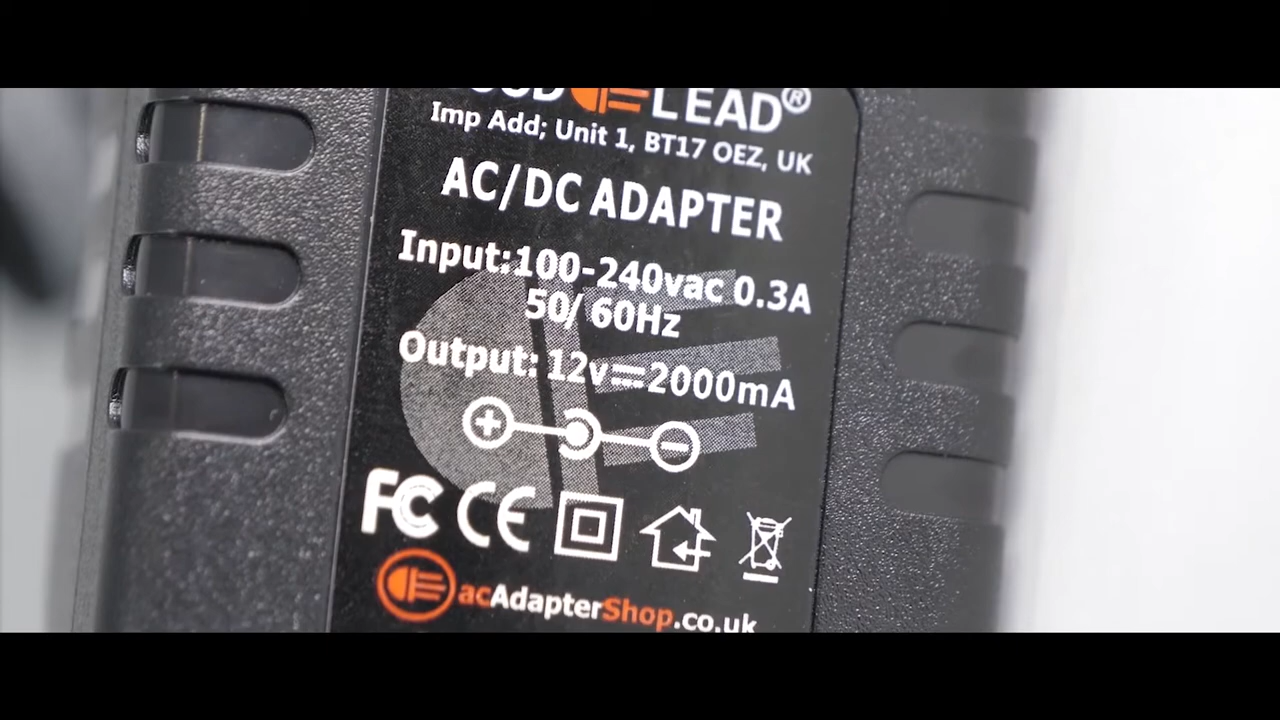 LEAD®
Imp Add; Unit 1, BT17 OEZ, UK
AC/DC ADAPTER
Input:100-240vac 0.3A
50/60Hz
Output: 12v⎓2000mA
FC CE
acAdapterShop.co.uk